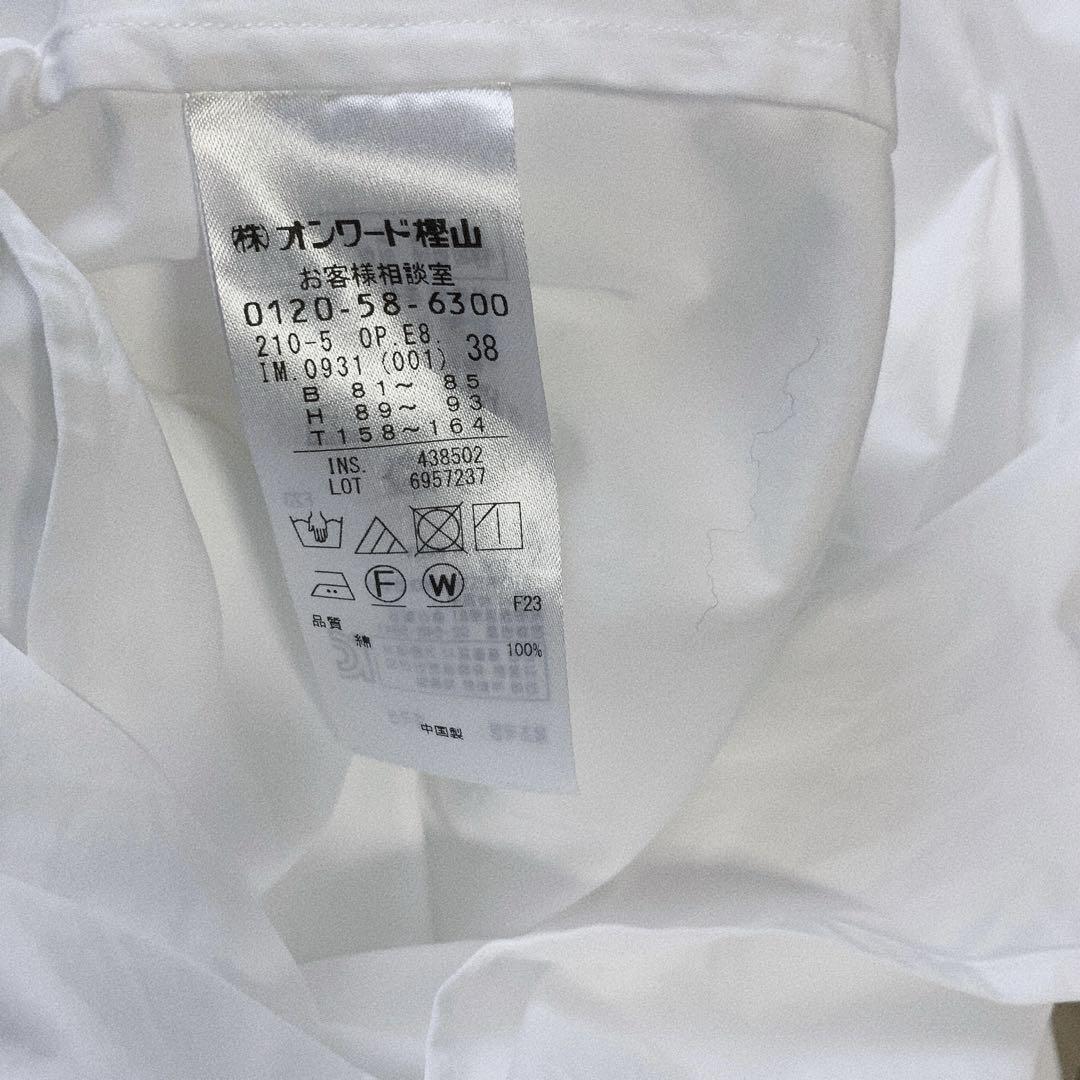 (株)オンワード樫山
お客様相談室
0120-58-6300
210-5 OP.E8.
IM.0931 (001) 38
B 81～ 85
H 89～ 93
T158～164
INS. 438502
LOT 6957237
F W
F23
品質
綿 100%
中国製